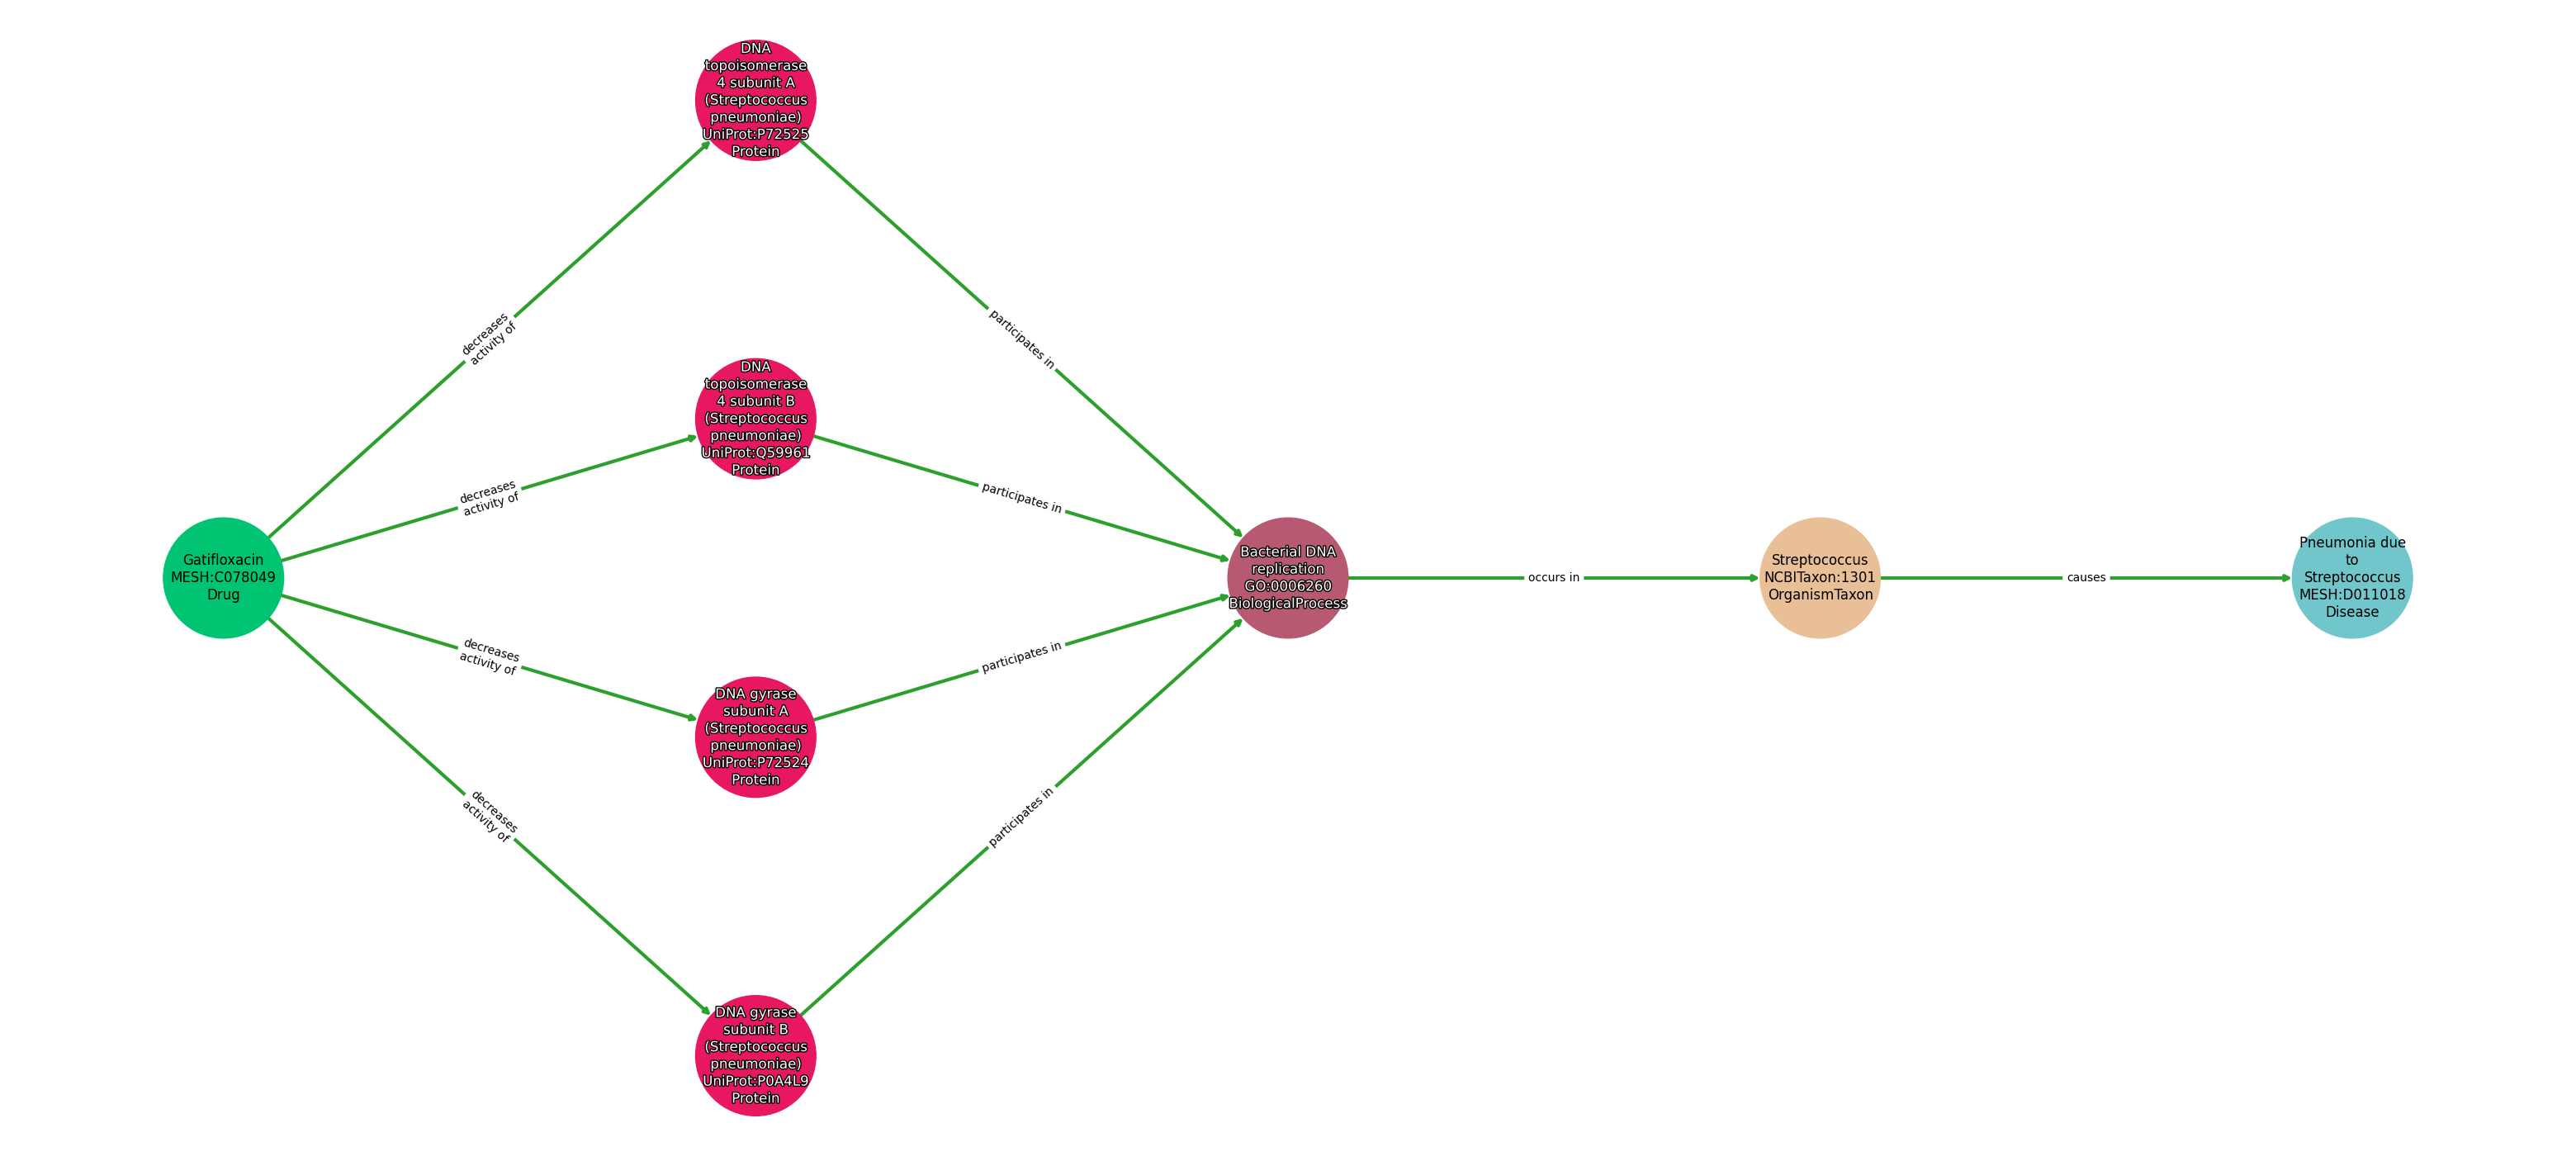 DNA
topoisomerase
4 subunit A
(Streptococcus
pneumoniae)
UniProt:P72525
Protein
decreases
activity of
participates in
DNA
topoisomerase
4 subunit B
(Streptococcus
pneumoniae)
UniProt:Q59961
Protein
decreases
activity of
participates in
Gatifloxacin
MESH:C078049
Drug
Bacterial DNA
replication
GO:0006260
BiologicalProcess
occurs in
Streptococcus
NCBITaxon:1301
OrganismTaxon
causes
Pneumonia due
to
Streptococcus
MESH:D011018
Disease
decreases
activity of
participates in
DNA gyrase
subunit A
(Streptococcus
pneumoniae)
UniProt:P72524
Protein
decreases
activity of
participates in
DNA gyrase
subunit B
(Streptococcus
pneumoniae)
UniProt:P0A4L9
Protein